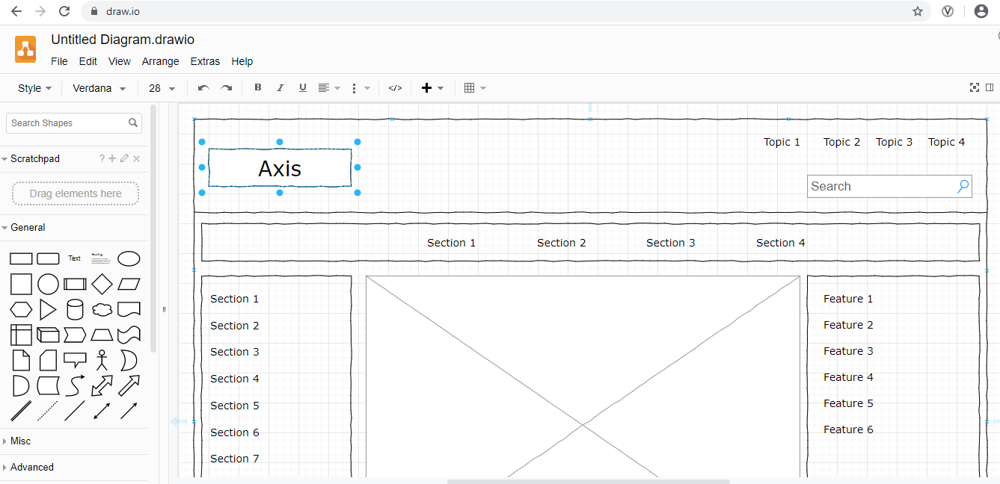 draw.io
Untitled Diagram.drawio
File Edit View Arrange Extras Help
Style Verdana 28 B I U </>
Search Shapes
Scratchpad ?
Drag elements here
General
Text Heading
Misc
Advanced
Axis
Topic 1 Topic 2 Topic 3 Topic 4
Search
Section 1 Section 2 Section 3 Section 4
Section 1
Section 2
Section 3
Section 4
Section 5
Section 6
Section 7
Feature 1
Feature 2
Feature 3
Feature 4
Feature 5
Feature 6